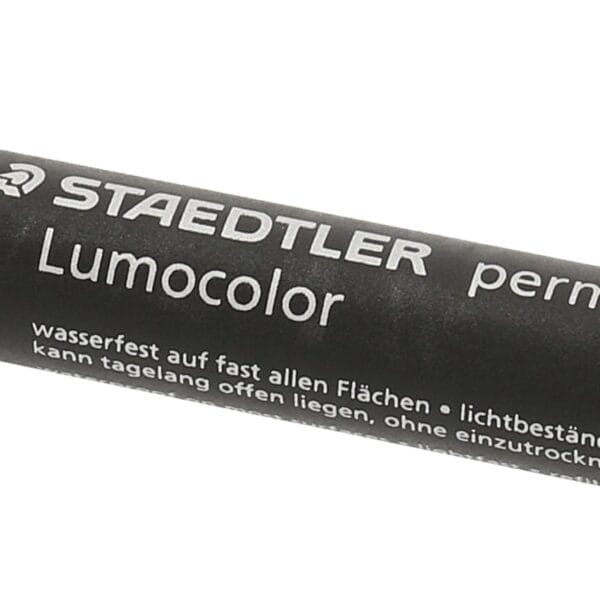 STAEDTLER perm
Lumocolor
wasserfest auf fast allen Flächen • lichtbestän
kann tagelang offen liegen, ohne einzutrockn